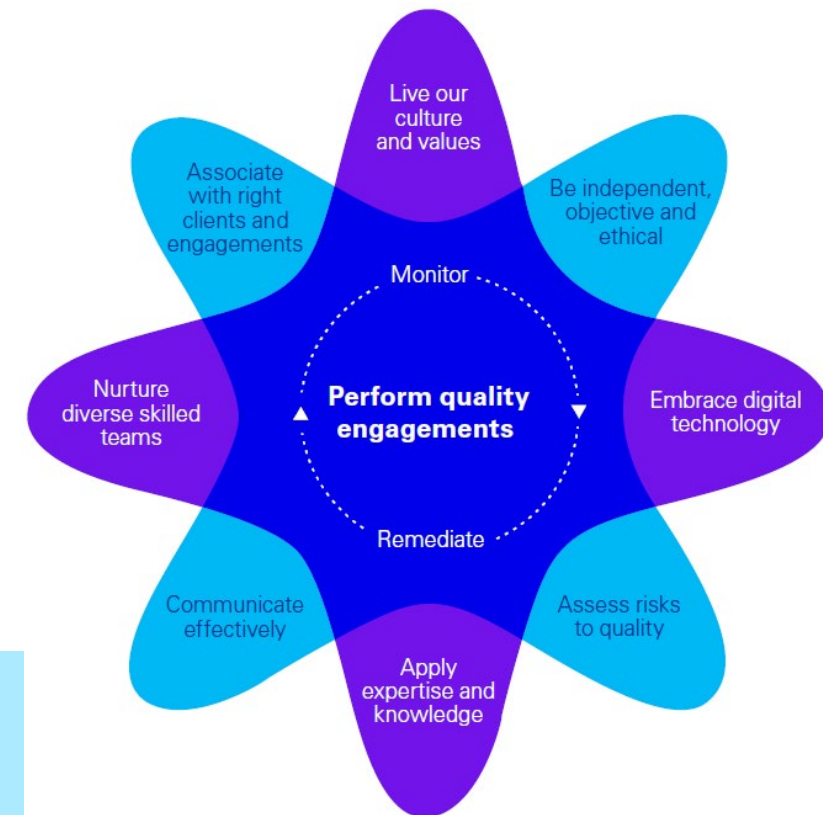 Live our
culture
and values
Be independent,
objective and
ethical
Embrace digital
technology
Assess risks
to quality
Apply
expertise and
knowledge
Communicate
effectively
Nurture
diverse skilled
teams
Associate
with right
clients and
engagements
Monitor
Perform quality
engagements
Remediate